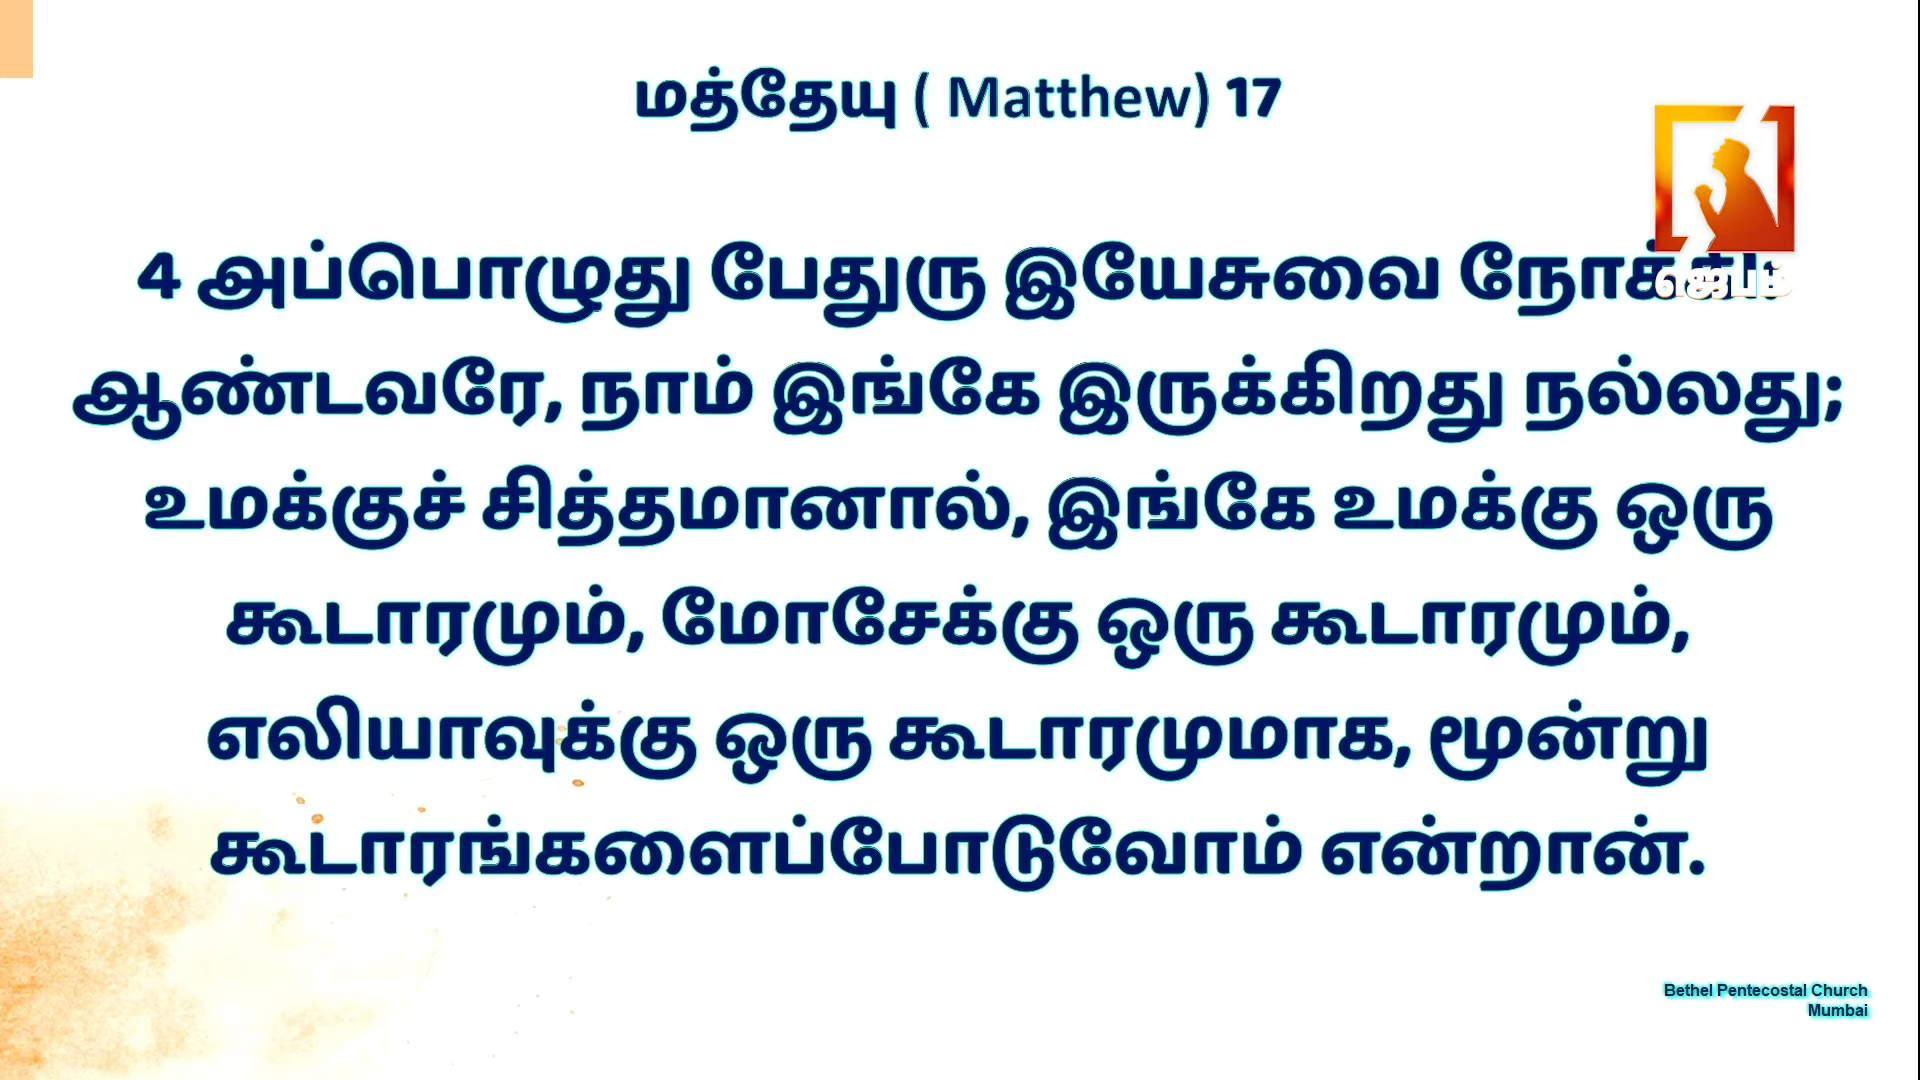 மத்தேயு ( Matthew) 17
4 அப்பொழுது பேதுரு இயேசுவை
ஆண்டவரே, நாம் இங்கே இருக்கிறது நல்லது;
உமக்குச் சித்தமானால், இங்கே உமக்கு ஒரு
கூடாரமும், மோசேக்கு ஒரு கூடாரமும்,
எலியாவுக்கு ஒரு கூடாரமுமாக, மூன்று
கூடாரங்களைப்போடுவோம் என்றான்.
ஜெபம்
Bethel Pentecostal Church
Mumbai